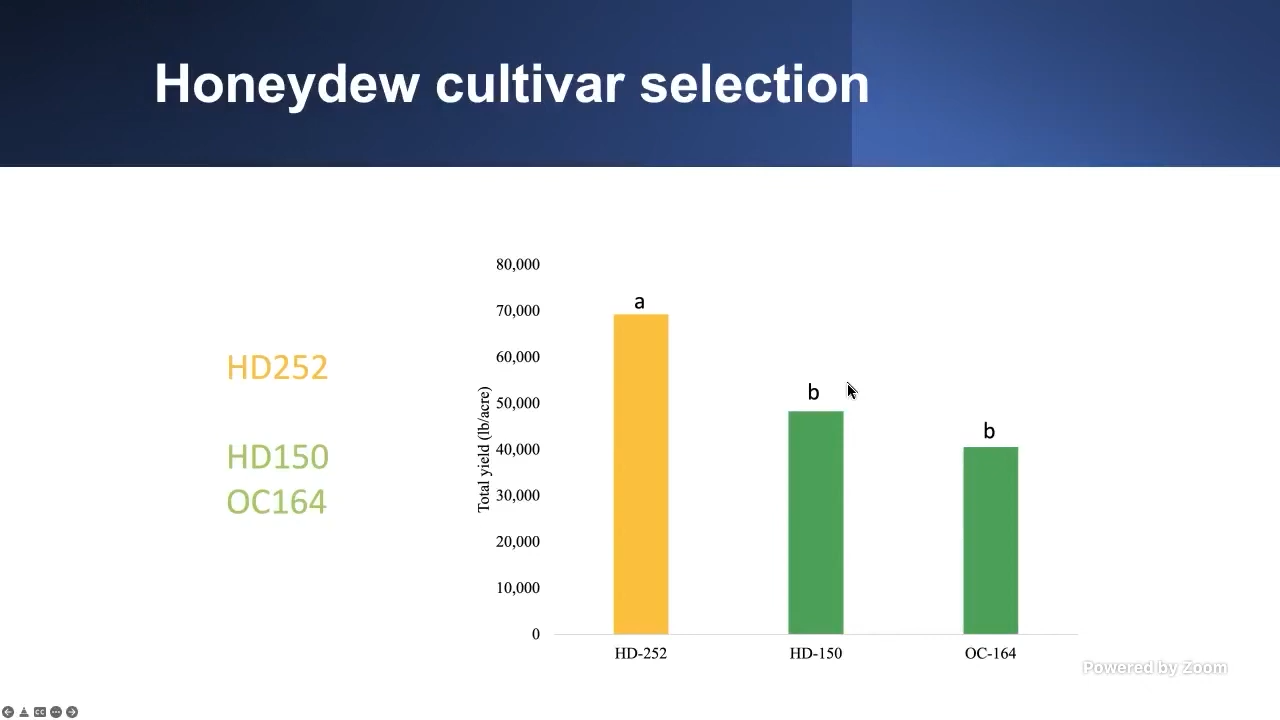 Honeydew cultivar selection
HD252
HD150
OC164
Total yield (lb/acre)
80,000
70,000
60,000
50,000
40,000
30,000
20,000
10,000
0
a
b
b
HD-252
HD-150
OC-164
Powered by Zoom
CC